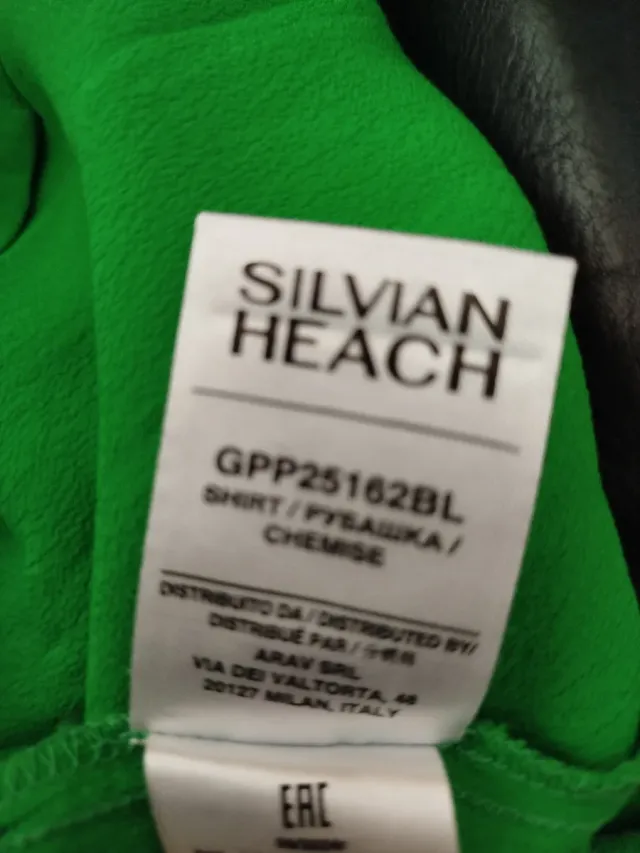 SILVIAN
HEACH
GPP25162BL
SHIRT / РУБАШКА /
CHEMISE
DISTRIBUITO DA / DISTRIBUTED BY/
DISTRIBUÉ PAR /
ARAV SRL
VIA DEI VALTORTA, 48
20127 MILAN, ITALY
EAC